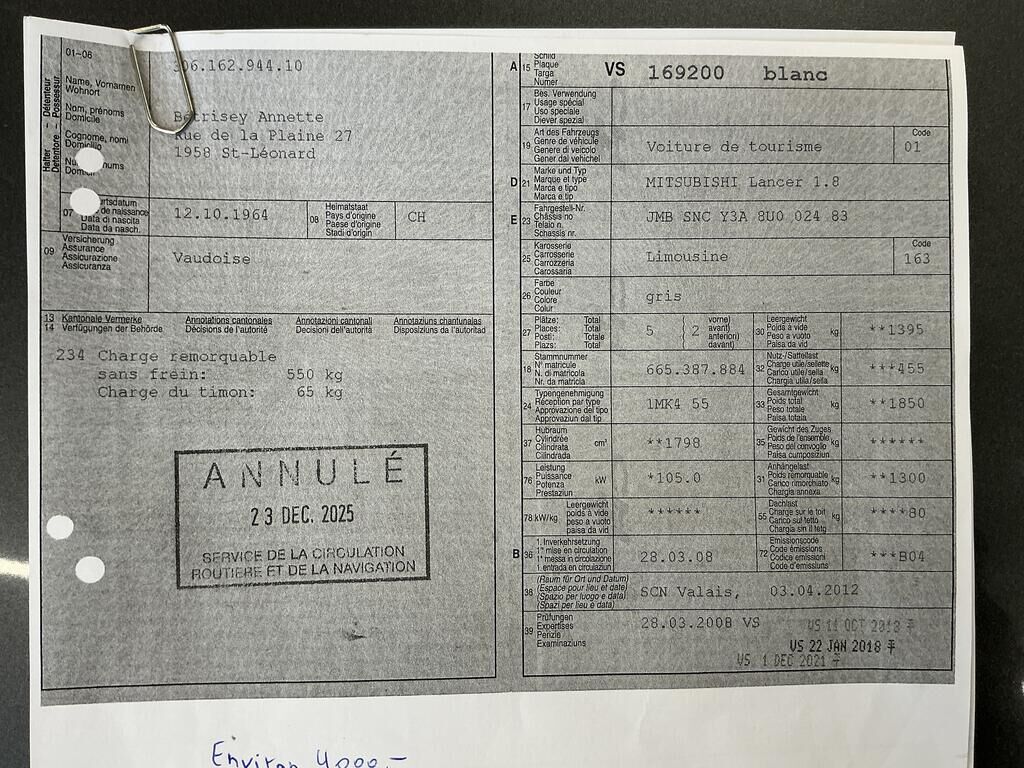 01-06
306.162.944.10
Halter - Détenteur
Detentore - Possessur
Name, Vornamen
Wohnort
Nom, prénoms
Domicile
Cognome, nomi
Domicilio
Betrisey Annette
Rue de la Plaine 27
1958 St-Léonard
07
Data di nascita
Data da nasch.
12.10.1964
08
Heimatstaat
Pays d'origine
Paese d'origine
Stadi d'origin
CH
09
Versicherung
Assurance
Assicurazione
Assicuranza
Vaudoise
13 Kantonale Vermerke Annotations cantonales Annotazioni cantonali Annotaziuns chantunalas
14 Verfügungen der Behörde Décisions de l'autorité Decisioni dell'autorità Disposiziuns da l'autoritad
234 Charge remorquable
sans frein: 550 kg
Charge du timon: 65 kg
ANNULÉ
23 DEC. 2025
SERVICE DE LA CIRCULATION
ROUTIERE ET DE LA NAVIGATION
A 15
Schild
Plaque
Targa
Numer
VS 169200 blanc
17
Bes. Verwendung
Usage spécial
Uso speciale
Diever spezial
19
Art des Fahrzeugs
Genre de véhicule
Genere di veicolo
Gener dal vehichel
Voiture de tourisme
Code
01
D 21
Marke und Typ
Marque et type
Marca e tipo
Marca e tip
MITSUBISHI Lancer 1.8
E 23
Fahrgestell-Nr.
Châssis no
Telaio n.
Schassis nr.
JMB SNC Y3A 8U0 024 83
25
Karosserie
Carrosserie
Carrozzeria
Carossaria
Limousine
Code
163
26
Farbe
Couleur
Colore
Colur
gris
27
Plätze: Total
Places: Total
Posti: Totale
Plazs: Total
5 ( 2
vorne)
avant)
anteriori)
davant)
30
Leergewicht
Poids à vide
Peso a vuoto
Paisa da vid
kg
**1395
18
Stammnummer
N° matricule
N. di matricola
Nr. da matricla
665.387.884
32
Nutz-/Sattellast
Charge utile/sellette
Carico utile/sella
Chargia utila/sella
kg
***455
24
Typengenehmigung
Réception par type
Approvazione del tipo
Approvaziun dal tip
1MK4 55
33
Gesamtgewicht
Poids total
Peso totale
Paisa totala
kg
**1850
37
Hubraum
Cylindrée
Cilindrata
Cilindrada
cm³
**1798
35
Gewicht des Zuges
Poids de l'ensemble
Peso del convoglio
Paisa cumposiziun
kg
******
76
Leistung
Puissance
Potenza
Prestaziun
kW
*105.0
31
Anhängelast
Poids remorquable
Carico rimorchiato
Chargia annexa
kg
**1300
78 kW/kg
Leergewicht
poids à vide
peso a vuoto
paisa da vid
******
55
Dachlast
Charge sur le toit
Carico sul tetto
Chargia sin il tetg
kg
****80
B 36
1. Inverkehrsetzung
1re mise en circulation
1a messa in circolazione
1 entrada en circulaziun
28.03.08
72
Emissionscode
Code émissions
Codice emissioni
Code d'emissiuns
***B04
38
(Raum für Ort und Datum)
(Espace pour lieu et date)
(Spazio per luogo e data)
(Spazi per lieu e data)
SCN Valais, 03.04.2012
39
Prüfungen
Expertises
Perizie
Examinaziuns
28.03.2008 VS
VS 11 OCT 2013
VS 22 JAN 2018
VS 1 DEC 2021
Environ 4000.-